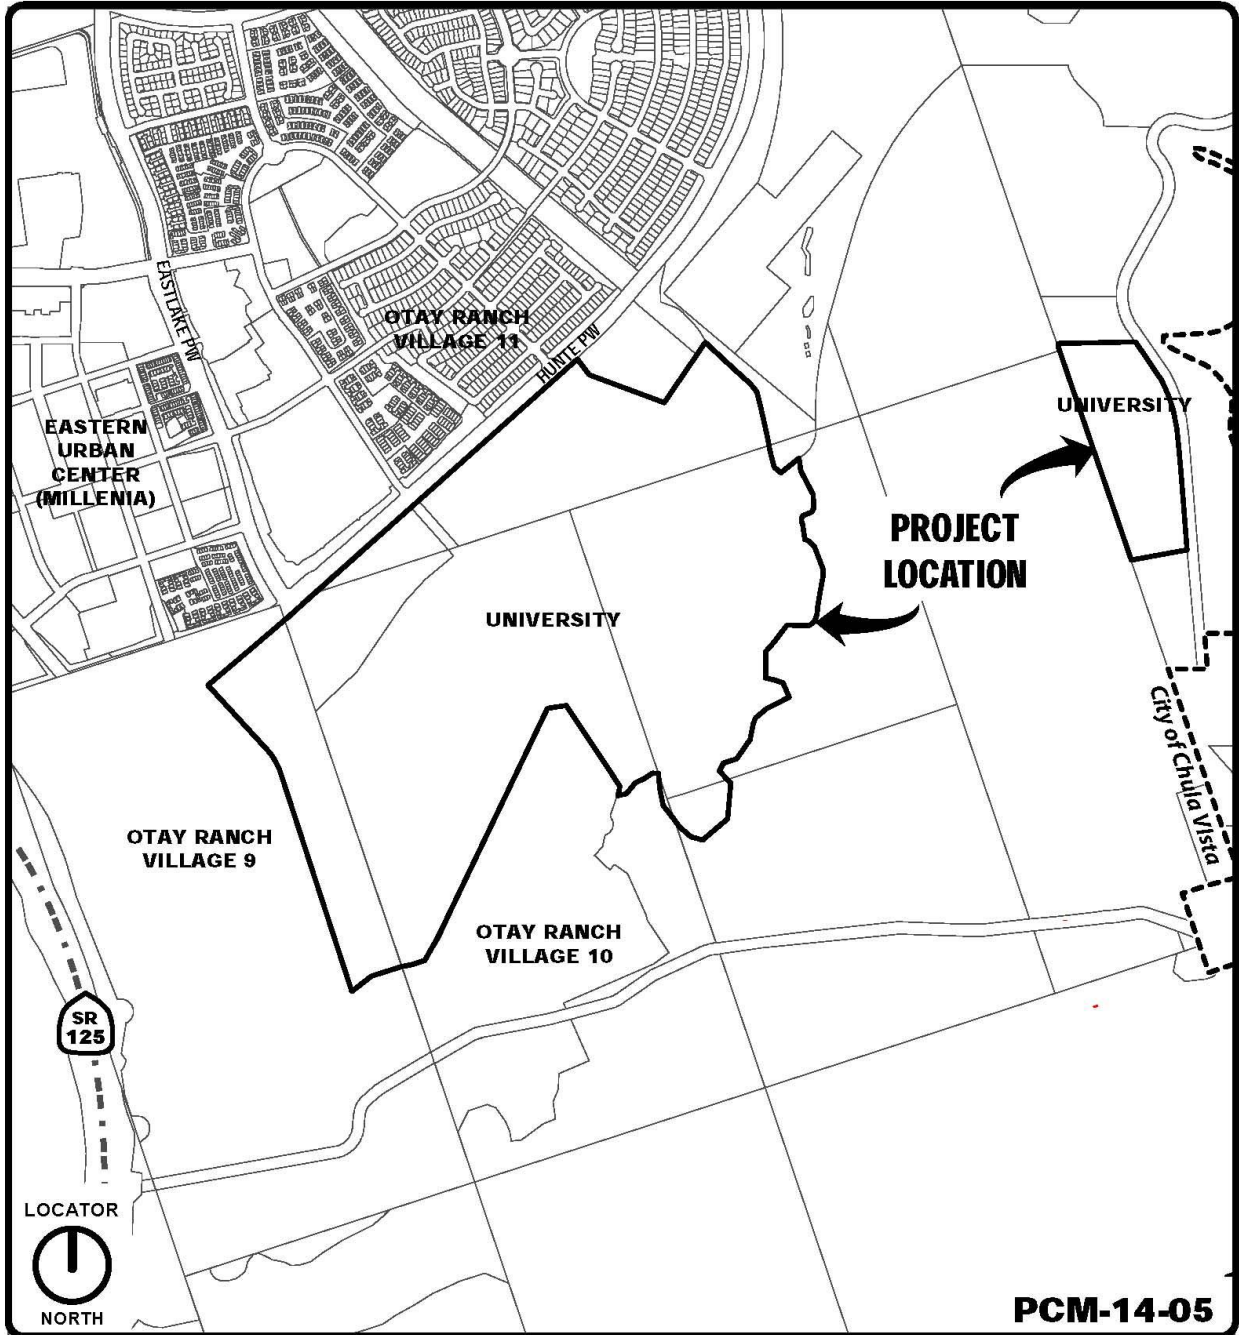 EASTLAKE PW
OTAY RANCH
VILLAGE 11
HUNTE PW
UNIVERSITY
EASTERN
URBAN
CENTER
(MILLENIA)
PROJECT
LOCATION
UNIVERSITY
City of Chula Vista
OTAY RANCH
VILLAGE 9
OTAY RANCH
VILLAGE 10
SR
125
LOCATOR
NORTH
PCM-14-05